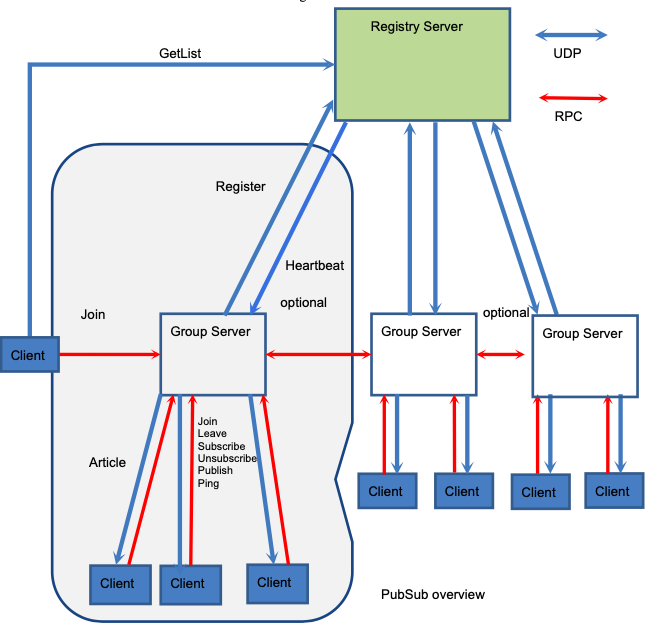 Registry Server
GetList
UDP
RPC
Register
Heartbeat
optional
Join
optional
Client
Group Server
Group Server
Group Server
Join
Leave
Subscribe
Unsubscribe
Publish
Ping
Article
Client
Client
Client
Client
Client
Client
Client
PubSub overview